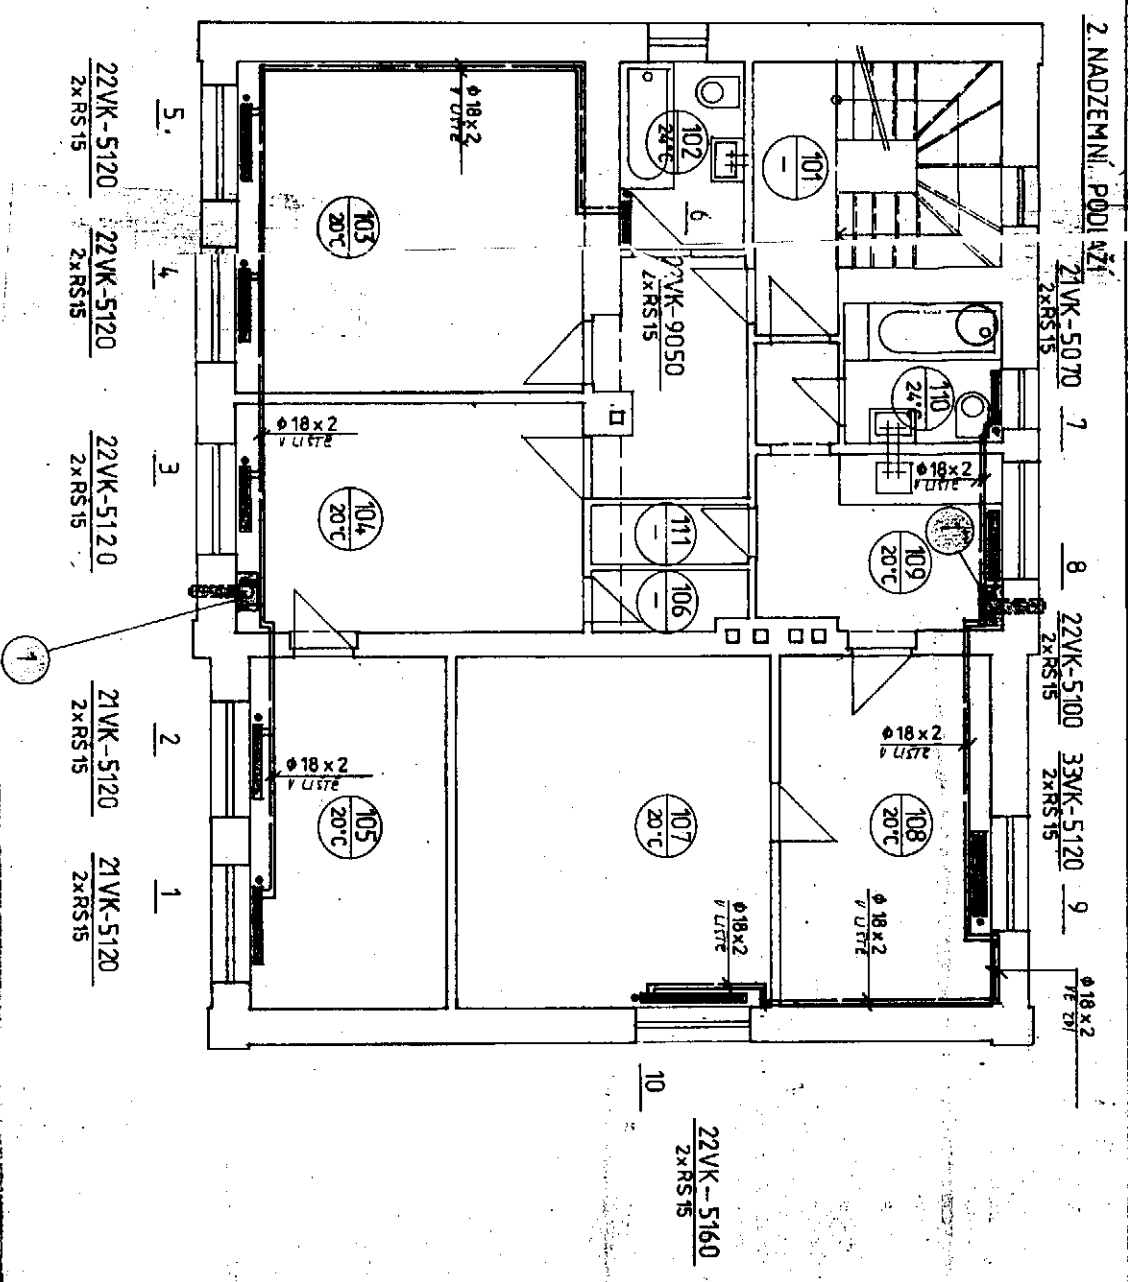 2. NADZEMNÍ PODLAŽÍ
21VK-5070
2xRŠ15
7
8
22VK-5100
2xRŠ15
33VK-5120
2xRŠ15
9
φ18x2
VE ZDI
101
–
102
24°C
6
VK-9050
2xRŠ15
110
24°C
φ18x2
V LIŠTĚ
109
20°C
φ18x2
V LIŠTĚ
108
20°C
φ18x2
V LIŠTĚ
φ18x2
V LIŠTĚ
103
20°C
φ18x2
V LIŠTĚ
104
20°C
111
–
106
–
107
20°C
φ18x2
V LIŠTĚ
105
20°C
φ18x2
V LIŠTĚ
10
22VK-5160
2xRŠ15
5.
4
3
1
2
1
22VK-5120
2xRŠ15
22VK-5120
2xRŠ15
22VK-5120
2xRŠ15
21VK-5120
2xRŠ15
21VK-5120
2xRŠ15